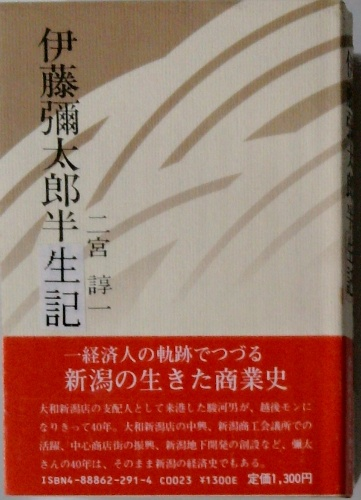 伊藤彌太郎半生記
二宮 諄一
一経済人の軌跡でつづる
新潟の生きた商業史
大和新潟店の支配人として来港した駿河男が、越後モンに
なりきって40年。大和新潟店の中興、新潟商工会議所での
活躍、中心商店街の振興、新潟地下開発の創設など、彌太
さんの40年は、そのまま新潟の経済史でもある。
ISBN4-88862-291-4 C0023 ¥1300E 定価1,300円